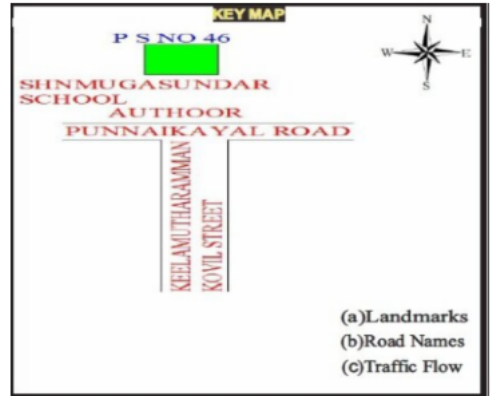 KEY MAP
N
P S NO 46
W
E
S
SHNMUGASUNDAR
SCHOOL
AUTHOOR
PUNNAIKAYAL ROAD
KEELAMUTHARAMMAN
KOVIL STREET
(a)Landmarks
(b)Road Names
(c)Traffic Flow